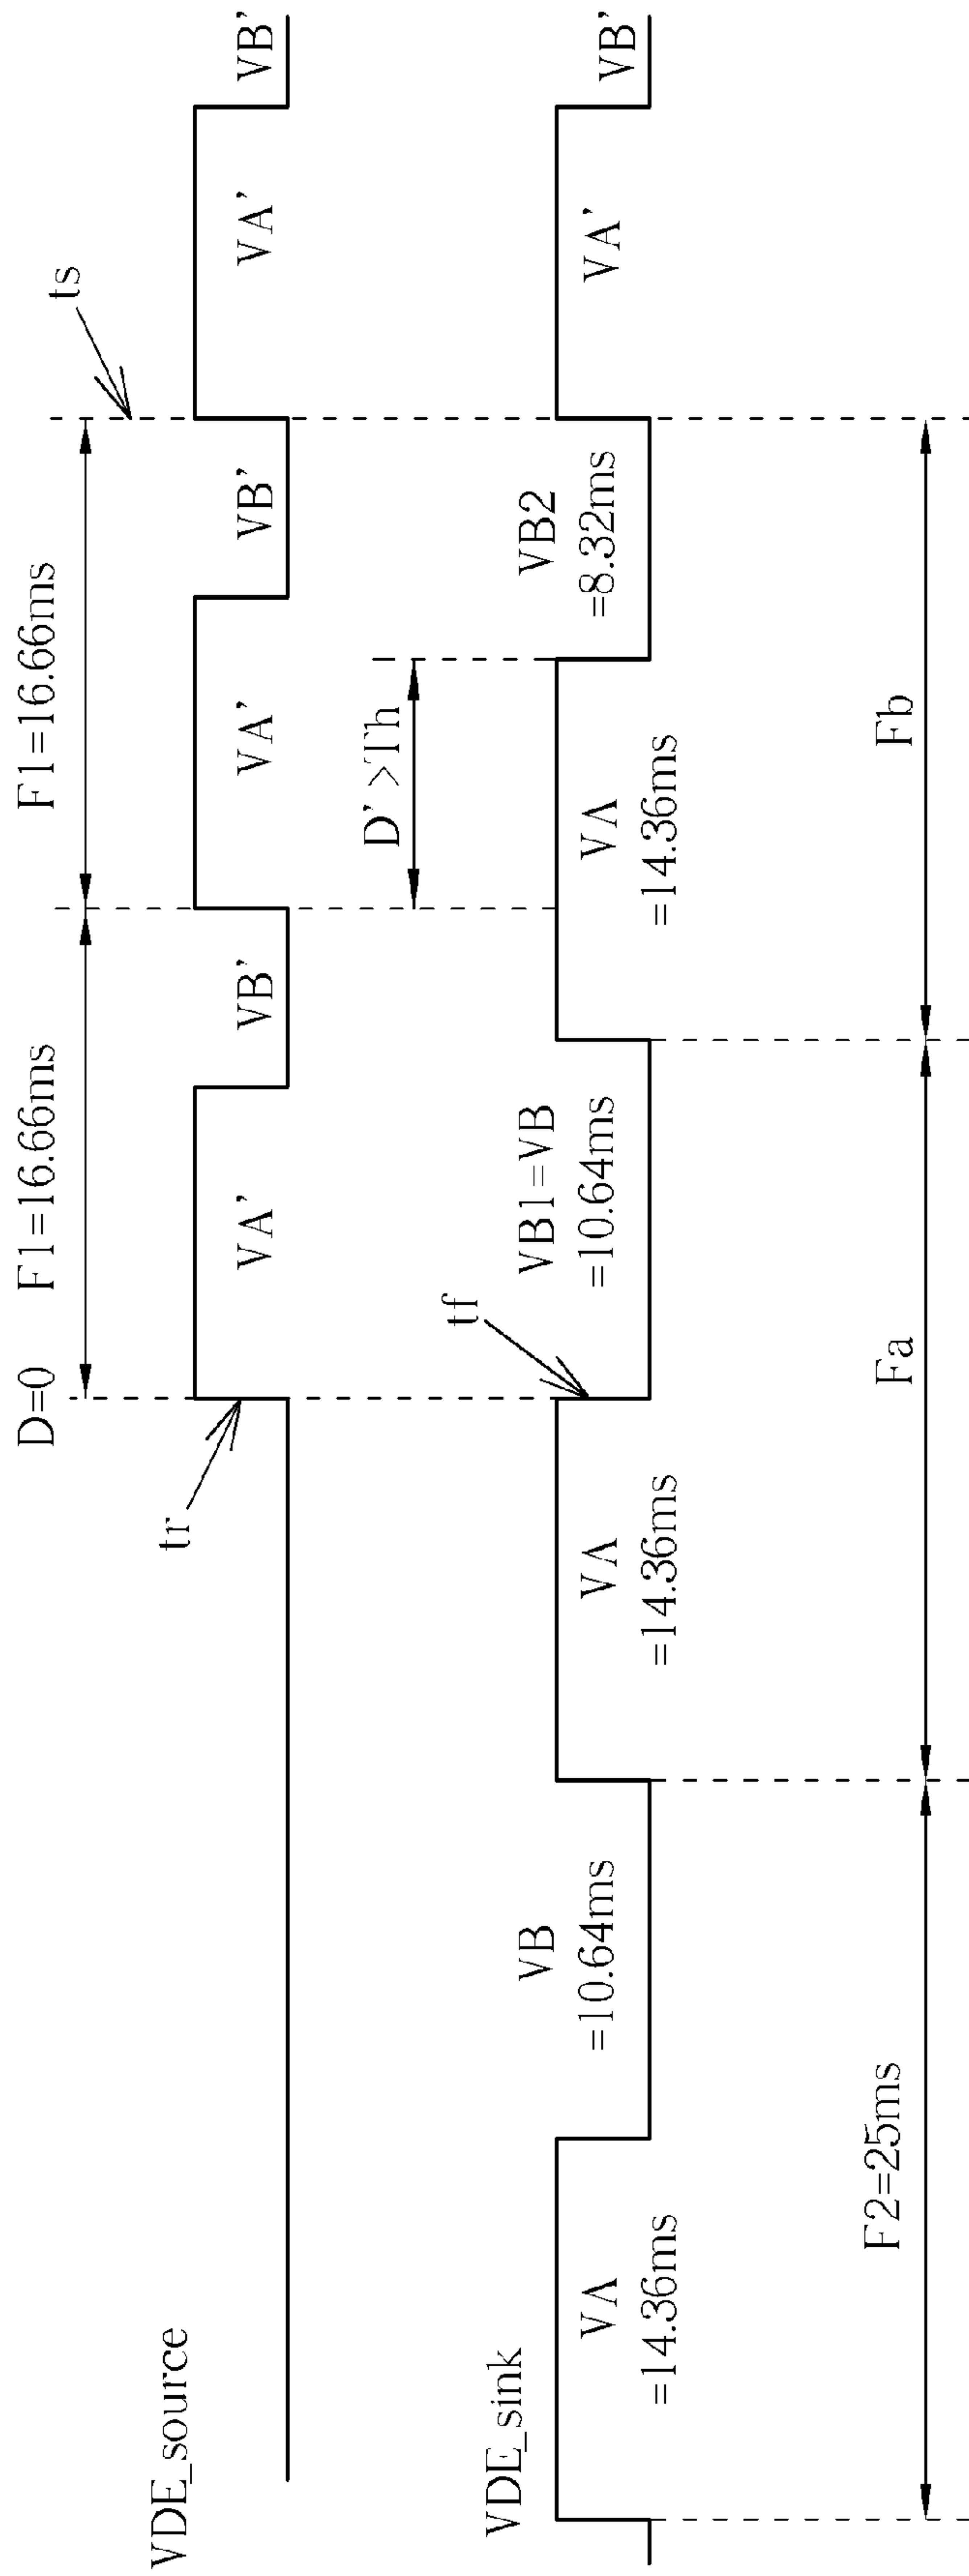 D=0
F1=16.66ms
F1=16.66ms
ts
tr
VDE_source
VA'
VB'
VA'
VB'
VA'
VB'
tf
D'>Th
VDE_sink
VA
=14.36ms
VB
=10.64ms
VA
=14.36ms
VB1=VB
=10.64ms
VA
=14.36ms
VB2
=8.32ms
VA'
VB'
F2=25ms
Fa
Fb